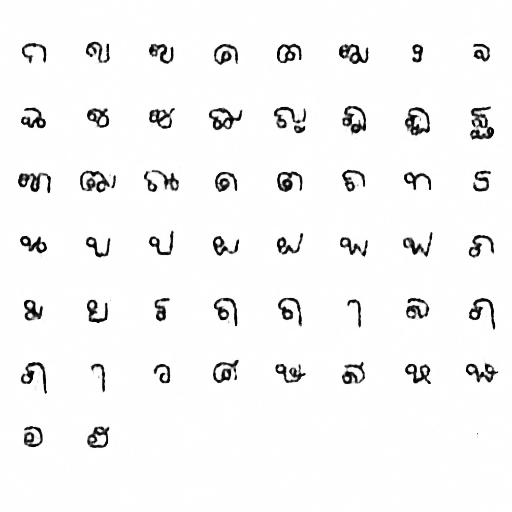 ก ข ฃ ค ฅ ฆ ง จ
ฉ ช ซ ฌ ญ ฎ ฏ ฐ
ฑ ฒ ณ ด ต ถ ท ธ
น บ ป ผ ฝ พ ฟ ภ
ม ย ร ฤ ฤ ๅ ล ฦ
ฦ ๅ ว ศ ษ ส ห ฬ
อ ฮ